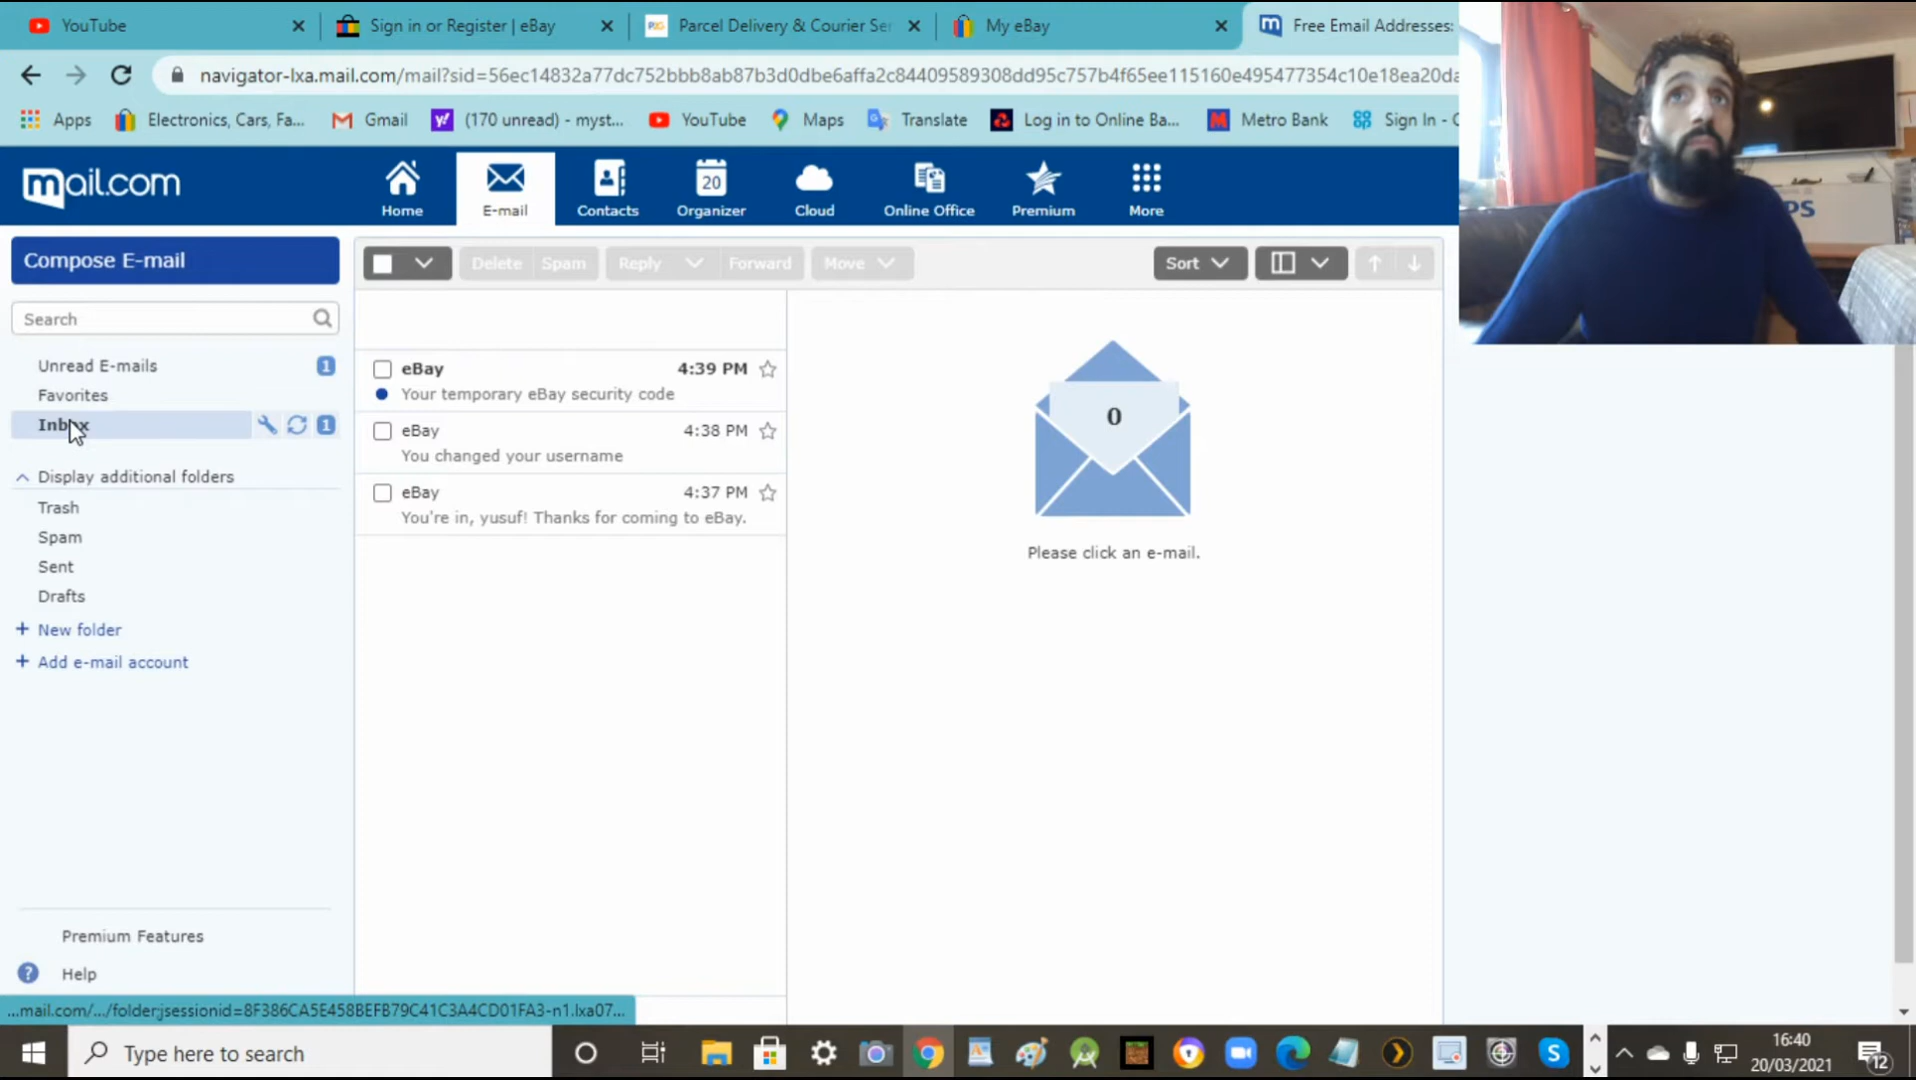 YouTube
Sign in or Register | eBay
Parcel Delivery & Courier Ser
My eBay
Free Email Addresses:
navigator-lxa.mail.com/mail?sid=56ec14832a77dc752bbb8ab87b3d0dbe6affa2c84409589308dd95c757b4f65ee115160e495477354c10e18ea20da
Apps
Electronics, Cars, Fa...
Gmail
(170 unread) - myst...
YouTube
Maps
Translate
Log in to Online Ba...
Metro Bank
Sign In - C
mail.com
Home
E-mail
Contacts
20
Organizer
Cloud
Online Office
Premium
More
Compose E-mail
Delete
Spam
Reply
Forward
Move
Sort
Search
Unread E-mails
1
Favorites
Inbox
1
Display additional folders
Trash
Spam
Sent
Drafts
+ New folder
+ Add e-mail account
eBay
4:39 PM
Your temporary eBay security code
eBay
4:38 PM
You changed your username
eBay
4:37 PM
You're in, yusuf! Thanks for coming to eBay.
0
Please click an e-mail.
Premium Features
? Help
...mail.com/.../folder;jsessionid=8F386CA5E458BEFB79C41C3A4CD01FA3-n1.lxa07...
Type here to search
16:40
20/03/2021
12